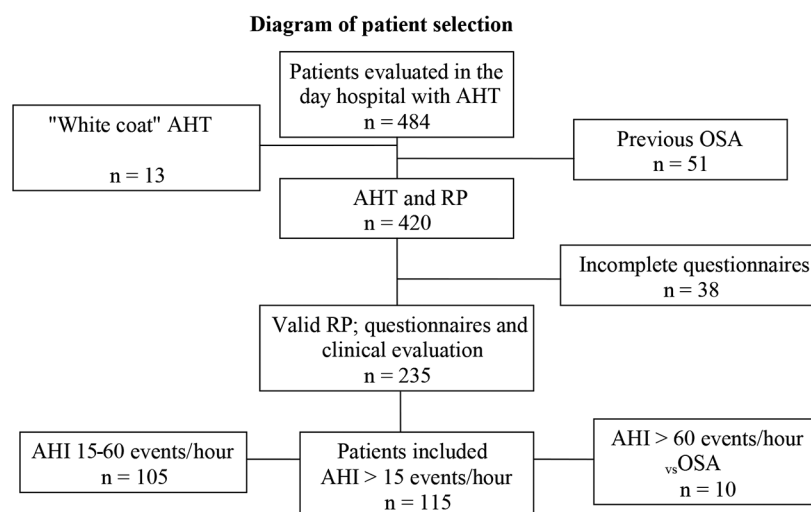 Diagram of patient selection
Patients evaluated in the
day hospital with AHT
n = 484
"White coat" AHT
n = 13
Previous OSA
n = 51
AHT and RP
n = 420
Incomplete questionnaires
n = 38
Valid RP; questionnaires and
clinical evaluation
n = 235
AHI 15-60 events/hour
n = 105
Patients included
AHI > 15 events/hour
n = 115
AHI > 60 events/hour
vsOSA
n = 10